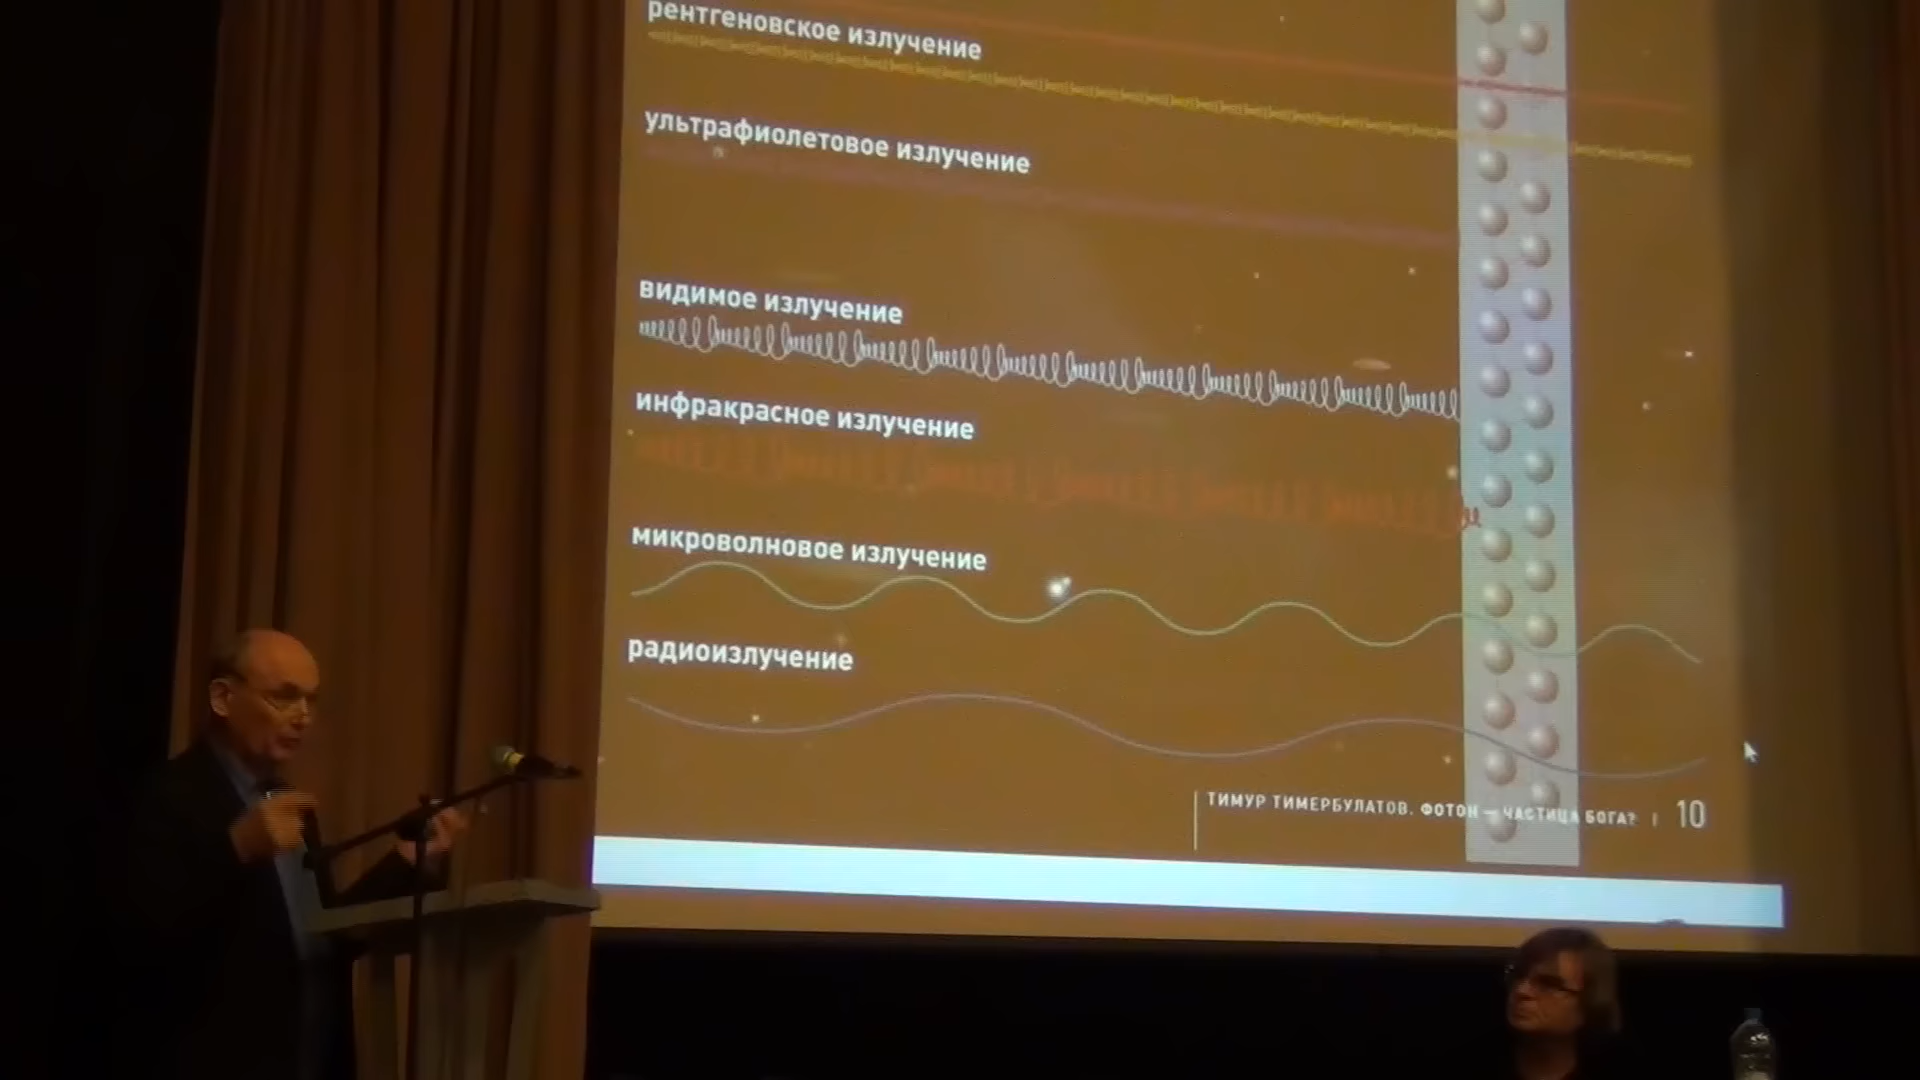 рентгеновское излучение
ультрафиолетовое излучение
видимое излучение
инфракрасное излучение
микроволновое излучение
радиоизлучение
ТИМУР ТИМЕРБУЛАТОВ. ФОТОН — ЧАСТИЦА БОГА? | 10